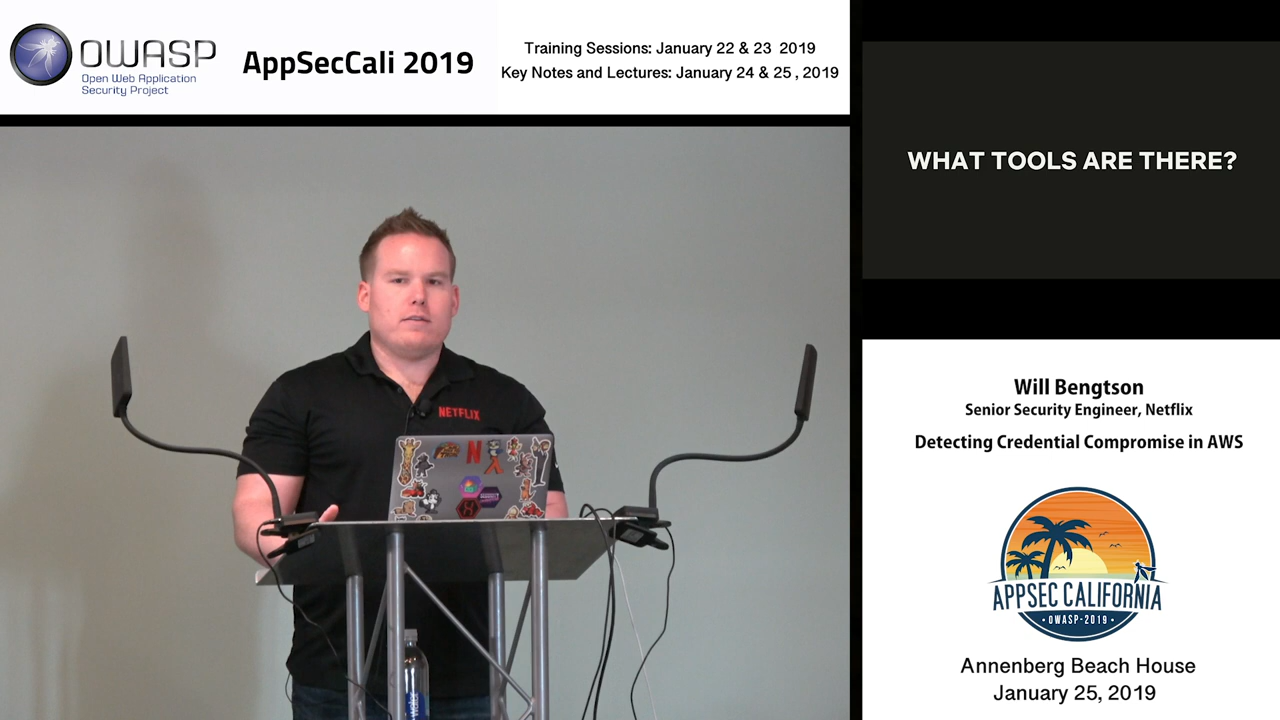 OWASP
Open Web Application
Security Project
AppSecCali 2019
Training Sessions: January 22 & 23 2019
Key Notes and Lectures: January 24 & 25, 2019
WHAT TOOLS ARE THERE?
NETFLIX
N
Will Bengtson
Senior Security Engineer, Netflix
Detecting Credential Compromise in AWS
APPSEC CALIFORNIA
• OWASP-2019 •
Annenberg Beach House
January 25, 2019